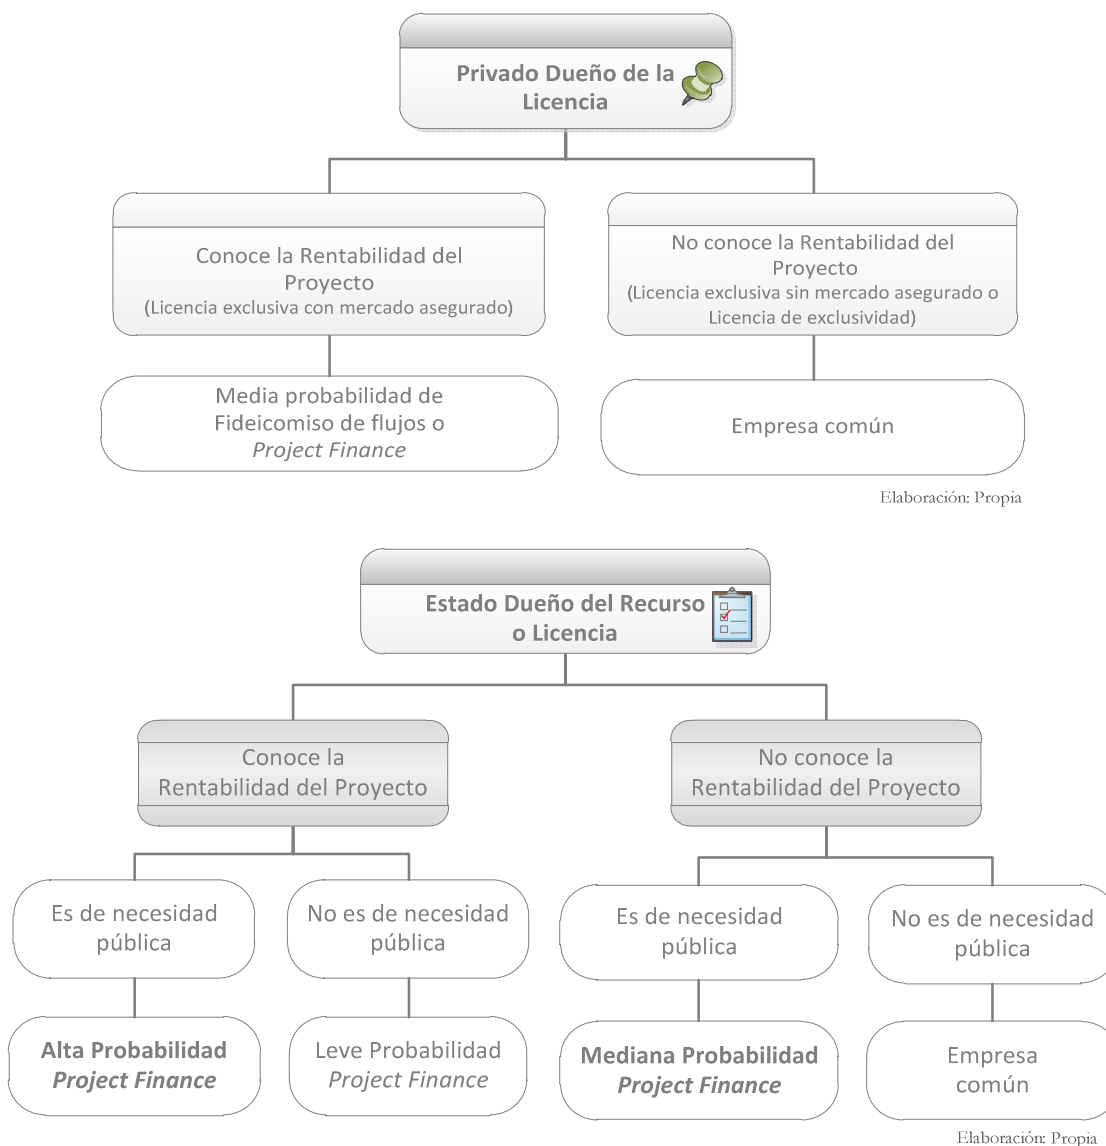 Privado Dueño de la
Licencia
Conoce la Rentabilidad del
Proyecto
(Licencia exclusiva con mercado asegurado)
No conoce la Rentabilidad del
Proyecto
(Licencia exclusiva sin mercado asegurado o
Licencia de exclusividad)
Media probabilidad de
Fideicomiso de flujos o
Project Finance
Empresa común
Elaboración: Propia
Estado Dueño del Recurso
o Licencia
Conoce la
Rentabilidad del Proyecto
No conoce la
Rentabilidad del Proyecto
Es de necesidad
pública
No es de necesidad
pública
Es de necesidad
pública
No es de necesidad
pública
Alta Probabilidad
Project Finance
Leve Probabilidad
Project Finance
Mediana Probabilidad
Project Finance
Empresa
común
Elaboración: Propia